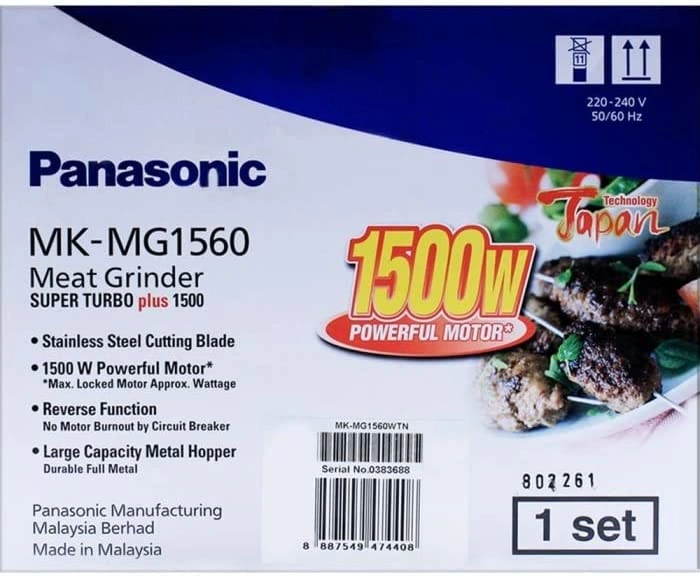 11
220-240 V
50/60 Hz
Panasonic
Technology
Japan
MK-MG1560
Meat Grinder
SUPER TURBO plus 1500
1500W
POWERFUL MOTOR*
• Stainless Steel Cutting Blade
• 1500 W Powerful Motor*
*Max. Locked Motor Approx. Wattage
• Reverse Function
No Motor Burnout by Circuit Breaker
• Large Capacity Metal Hopper
Durable Full Metal
MK-MG1560WTN
Serial No.0383688
8 887549 474408
802261
1 set
Panasonic Manufacturing
Malaysia Berhad
Made in Malaysia